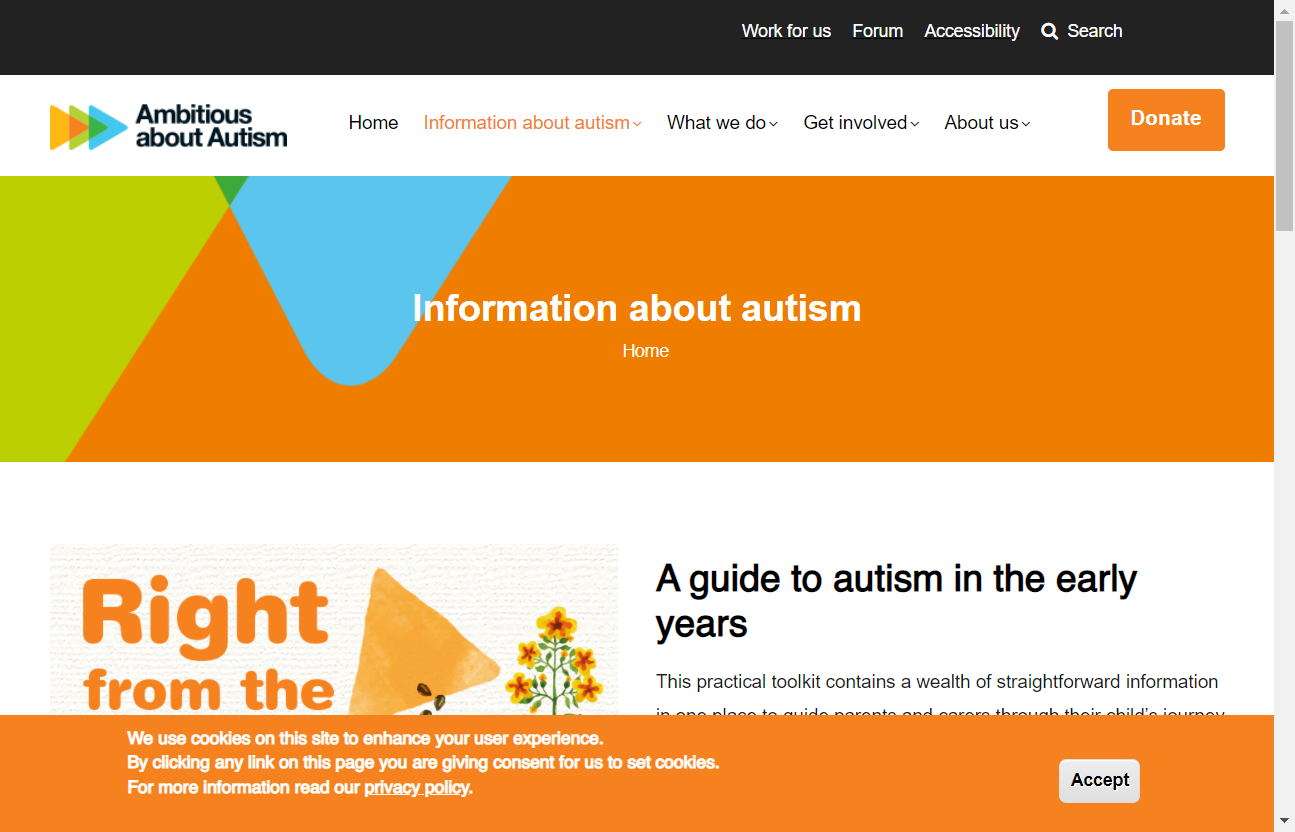 Work for us Forum Accessibility Search
Ambitious
about Autism
Home Information about autism What we do Get involved About us
Donate
Information about autism
Home
Right
from the
A guide to autism in the early
years
This practical toolkit contains a wealth of straightforward information
in one place to guide parents and carers through their child's journey
We use cookies on this site to enhance your user experience.
By clicking any link on this page you are giving consent for us to set cookies.
For more information read our privacy policy.
Accept